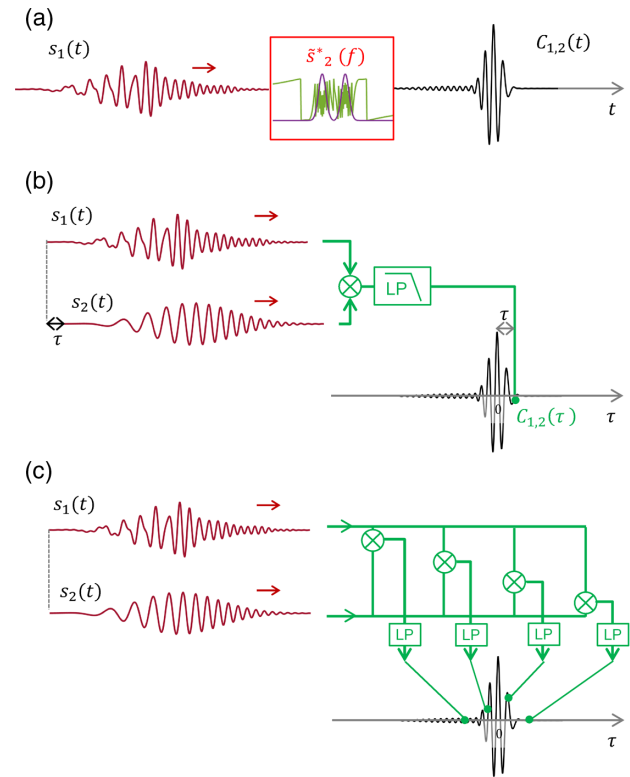 (a)
s₁(t)
s̃*₂ (f)
C₁,₂(t)
t
(b)
s₁(t)
s₂(t)
LP
τ
τ
0
C₁,₂(τ)
τ
(c)
s₁(t)
s₂(t)
LP LP LP LP
0
τ